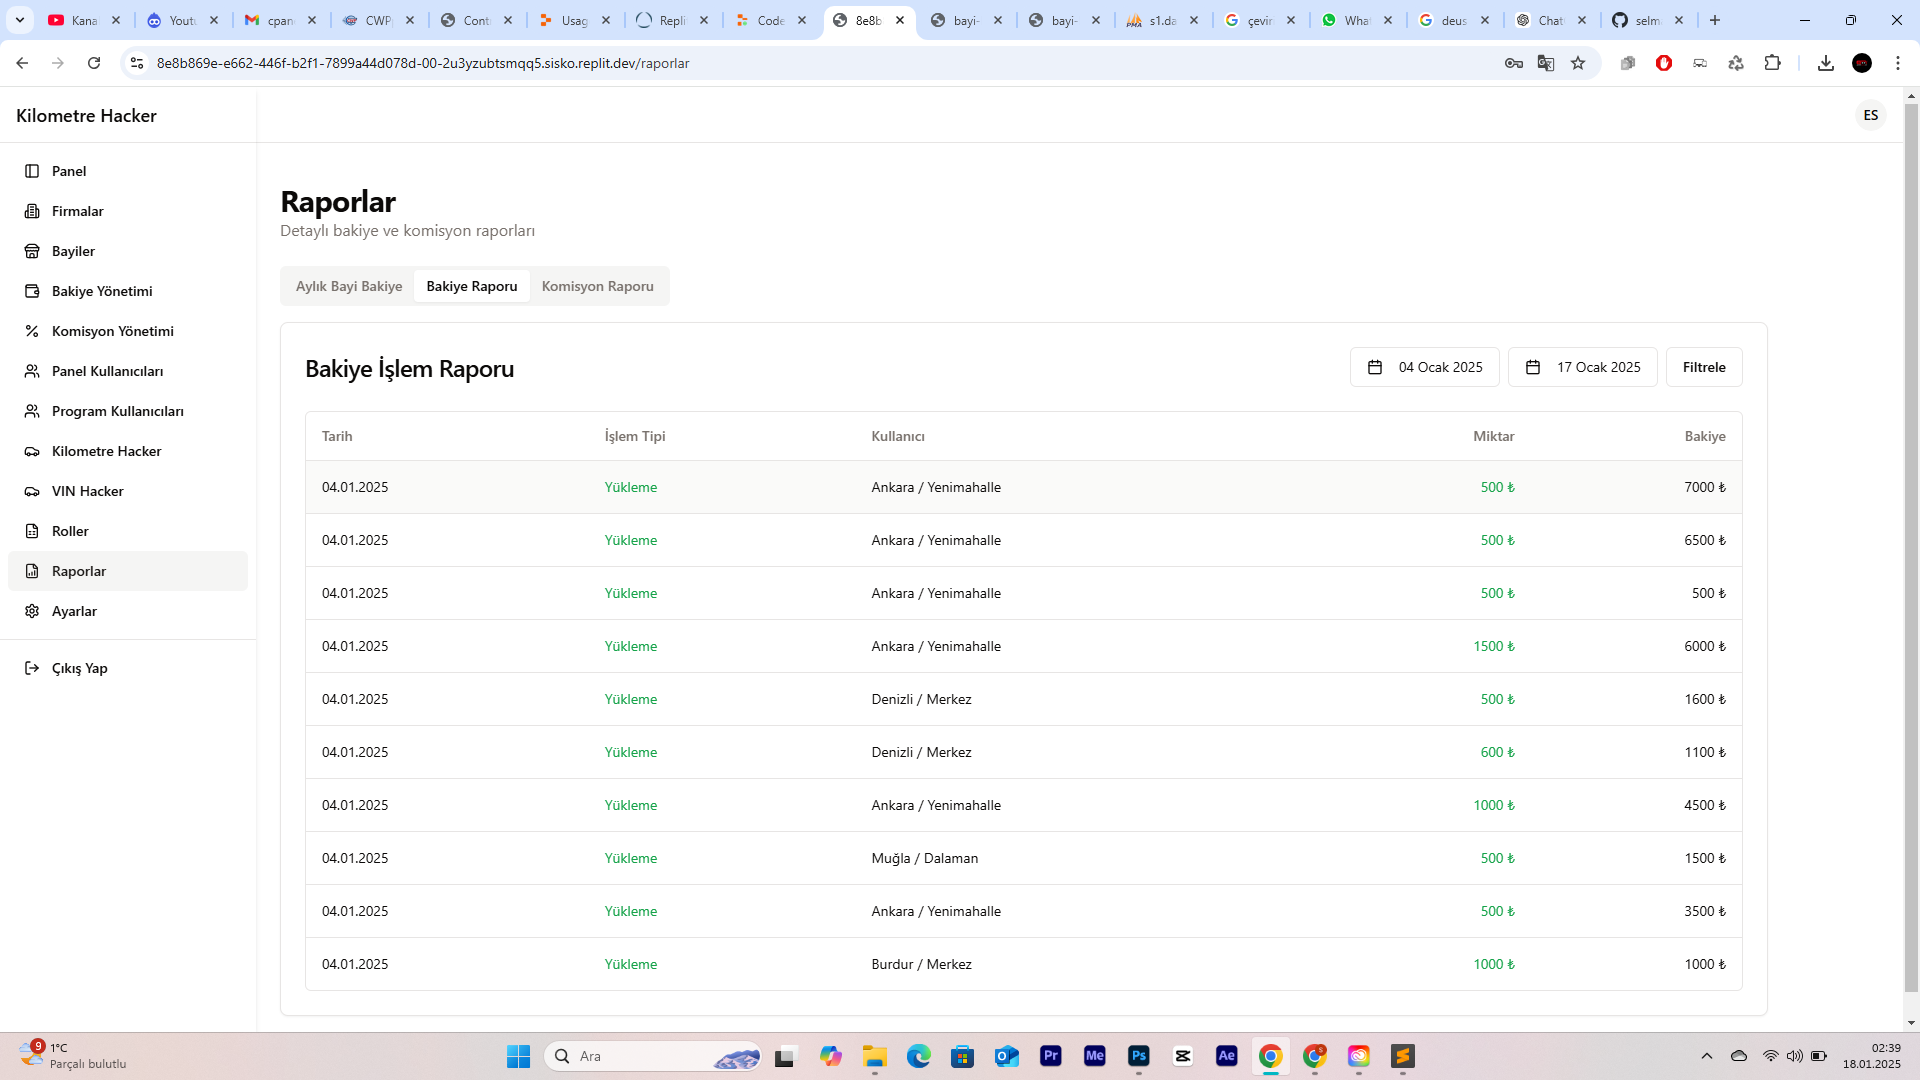 Kana
Youtu
cpan
CWP
Cont
Usag
Repli
Code
8e8b
bayi-
bayi-
s1.da
çevir
What
deus
Chat
selm
8e8b869e-e662-446f-b2f1-7899a44d078d-00-2u3yzubtsmqq5.sisko.replit.dev/raporlar
Kilometre Hacker
ES
Panel
Firmalar
Bayiler
Bakiye Yönetimi
Komisyon Yönetimi
Panel Kullanıcıları
Program Kullanıcıları
Kilometre Hacker
VIN Hacker
Roller
Raporlar
Ayarlar
Çıkış Yap
Raporlar
Detaylı bakiye ve komisyon raporları
Aylık Bayi Bakiye Bakiye Raporu Komisyon Raporu
Bakiye İşlem Raporu
04 Ocak 2025 17 Ocak 2025 Filtrele
Tarih İşlem Tipi Kullanıcı Miktar Bakiye
04.01.2025 Yükleme Ankara / Yenimahalle 500 ₺ 7000 ₺
04.01.2025 Yükleme Ankara / Yenimahalle 500 ₺ 6500 ₺
04.01.2025 Yükleme Ankara / Yenimahalle 500 ₺ 500 ₺
04.01.2025 Yükleme Ankara / Yenimahalle 1500 ₺ 6000 ₺
04.01.2025 Yükleme Denizli / Merkez 500 ₺ 1600 ₺
04.01.2025 Yükleme Denizli / Merkez 600 ₺ 1100 ₺
04.01.2025 Yükleme Ankara / Yenimahalle 1000 ₺ 4500 ₺
04.01.2025 Yükleme Muğla / Dalaman 500 ₺ 1500 ₺
04.01.2025 Yükleme Ankara / Yenimahalle 500 ₺ 3500 ₺
04.01.2025 Yükleme Burdur / Merkez 1000 ₺ 1000 ₺
9
1°C
Parçalı bulutlu
Ara
Pr
Me
Ps
Ae
02:39
18.01.2025